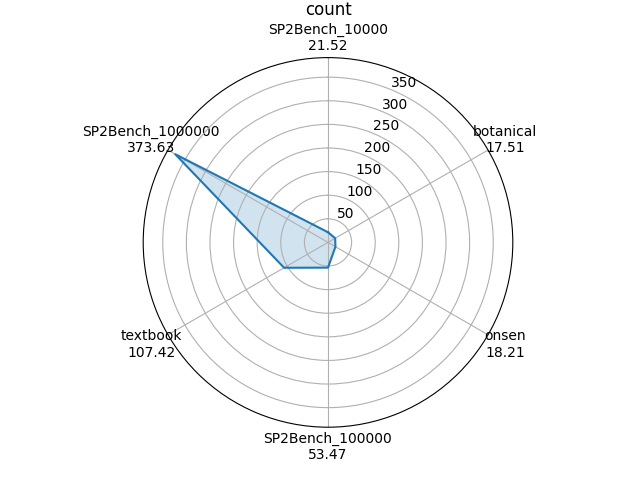 count
SP2Bench_10000
21.52
350
SP2Bench_1000000
373.63
300
250
botanical
17.51
200
150
100
50
textbook
107.42
onsen
18.21
SP2Bench_100000
53.47